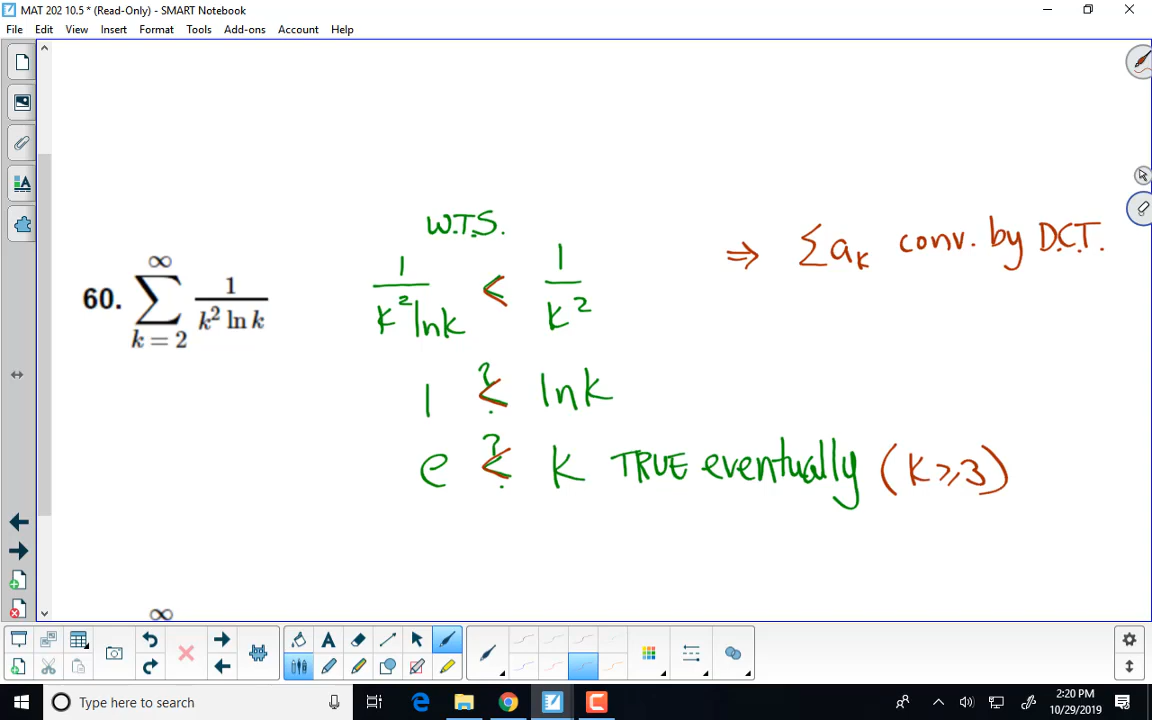 MAT 202 10.5 * (Read-Only) - SMART Notebook
File Edit View Insert Format Tools Add-ons Account Help
W.T.S.
1/(k² ln k) < 1/k² ⇒ Σ aₖ conv. by D.C.T.
60. ∞ Σ k = 2 1/(k² ln k)
1 <? ln k
e <? k TRUE eventually (k ≥ 3)
∞
Type here to search
2:20 PM
10/29/2019